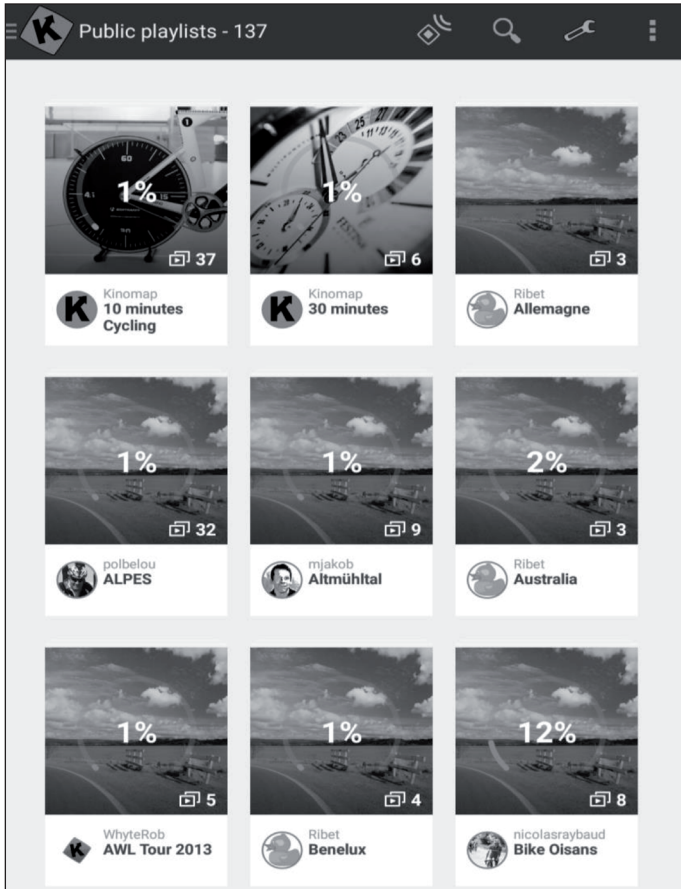 Public playlists - 137
1%
37
Kinomap
10 minutes
Cycling
1%
6
Kinomap
30 minutes
3
Ribet
Allemagne
1%
32
polbelou
ALPES
1%
9
mjakob
Altmühltal
2%
3
Ribet
Australia
1%
5
WhyteRob
AWL Tour 2013
1%
4
Ribet
Benelux
12%
8
nicolasraybaud
Bike Oisans